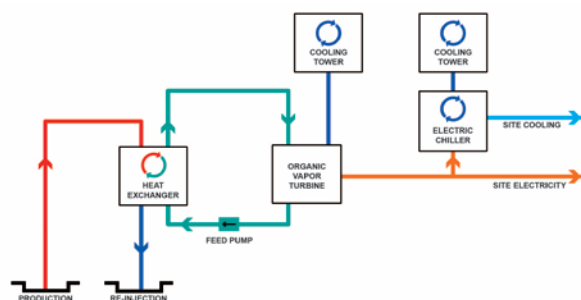 COOLING
TOWER
COOLING
TOWER
ELECTRIC
CHILLER
SITE COOLING
HEAT
EXCHANGER
ORGANIC
VAPOR
TURBINE
SITE ELECTRICITY
FEED PUMP
PRODUCTION
RE-INJECTION